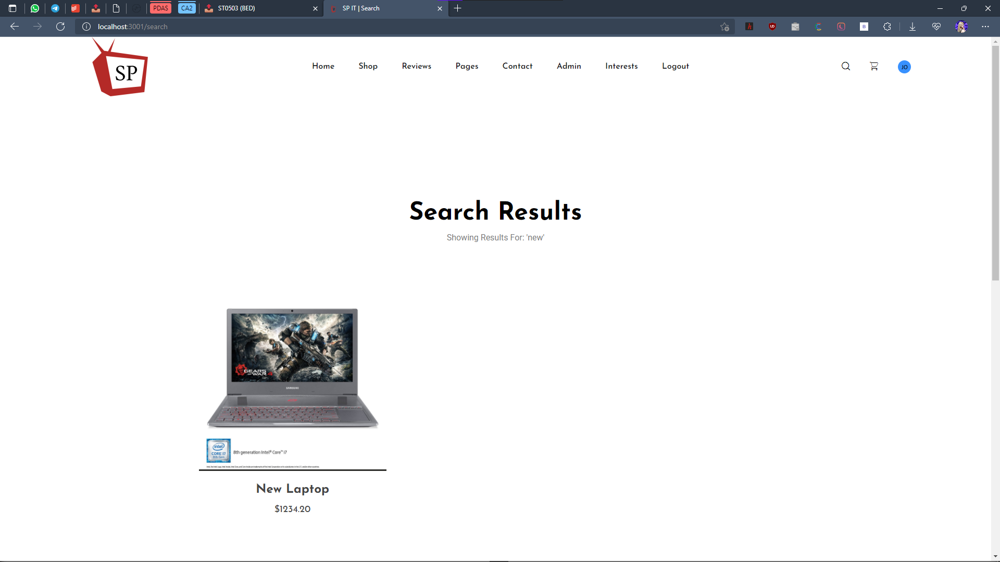 PDAS
CA2
ST0503 (BED)
SP IT | Search
localhost:3001/search
SP
Home
Shop
Reviews
Pages
Contact
Admin
Interests
Logout
JO
Search Results
Showing Results For: 'new'
GEARS
OF WAR 4
SAMSUNG
intel
CORE i7
8th Gen
8th generation Intel® Core™ i7
New Laptop
$1234.20